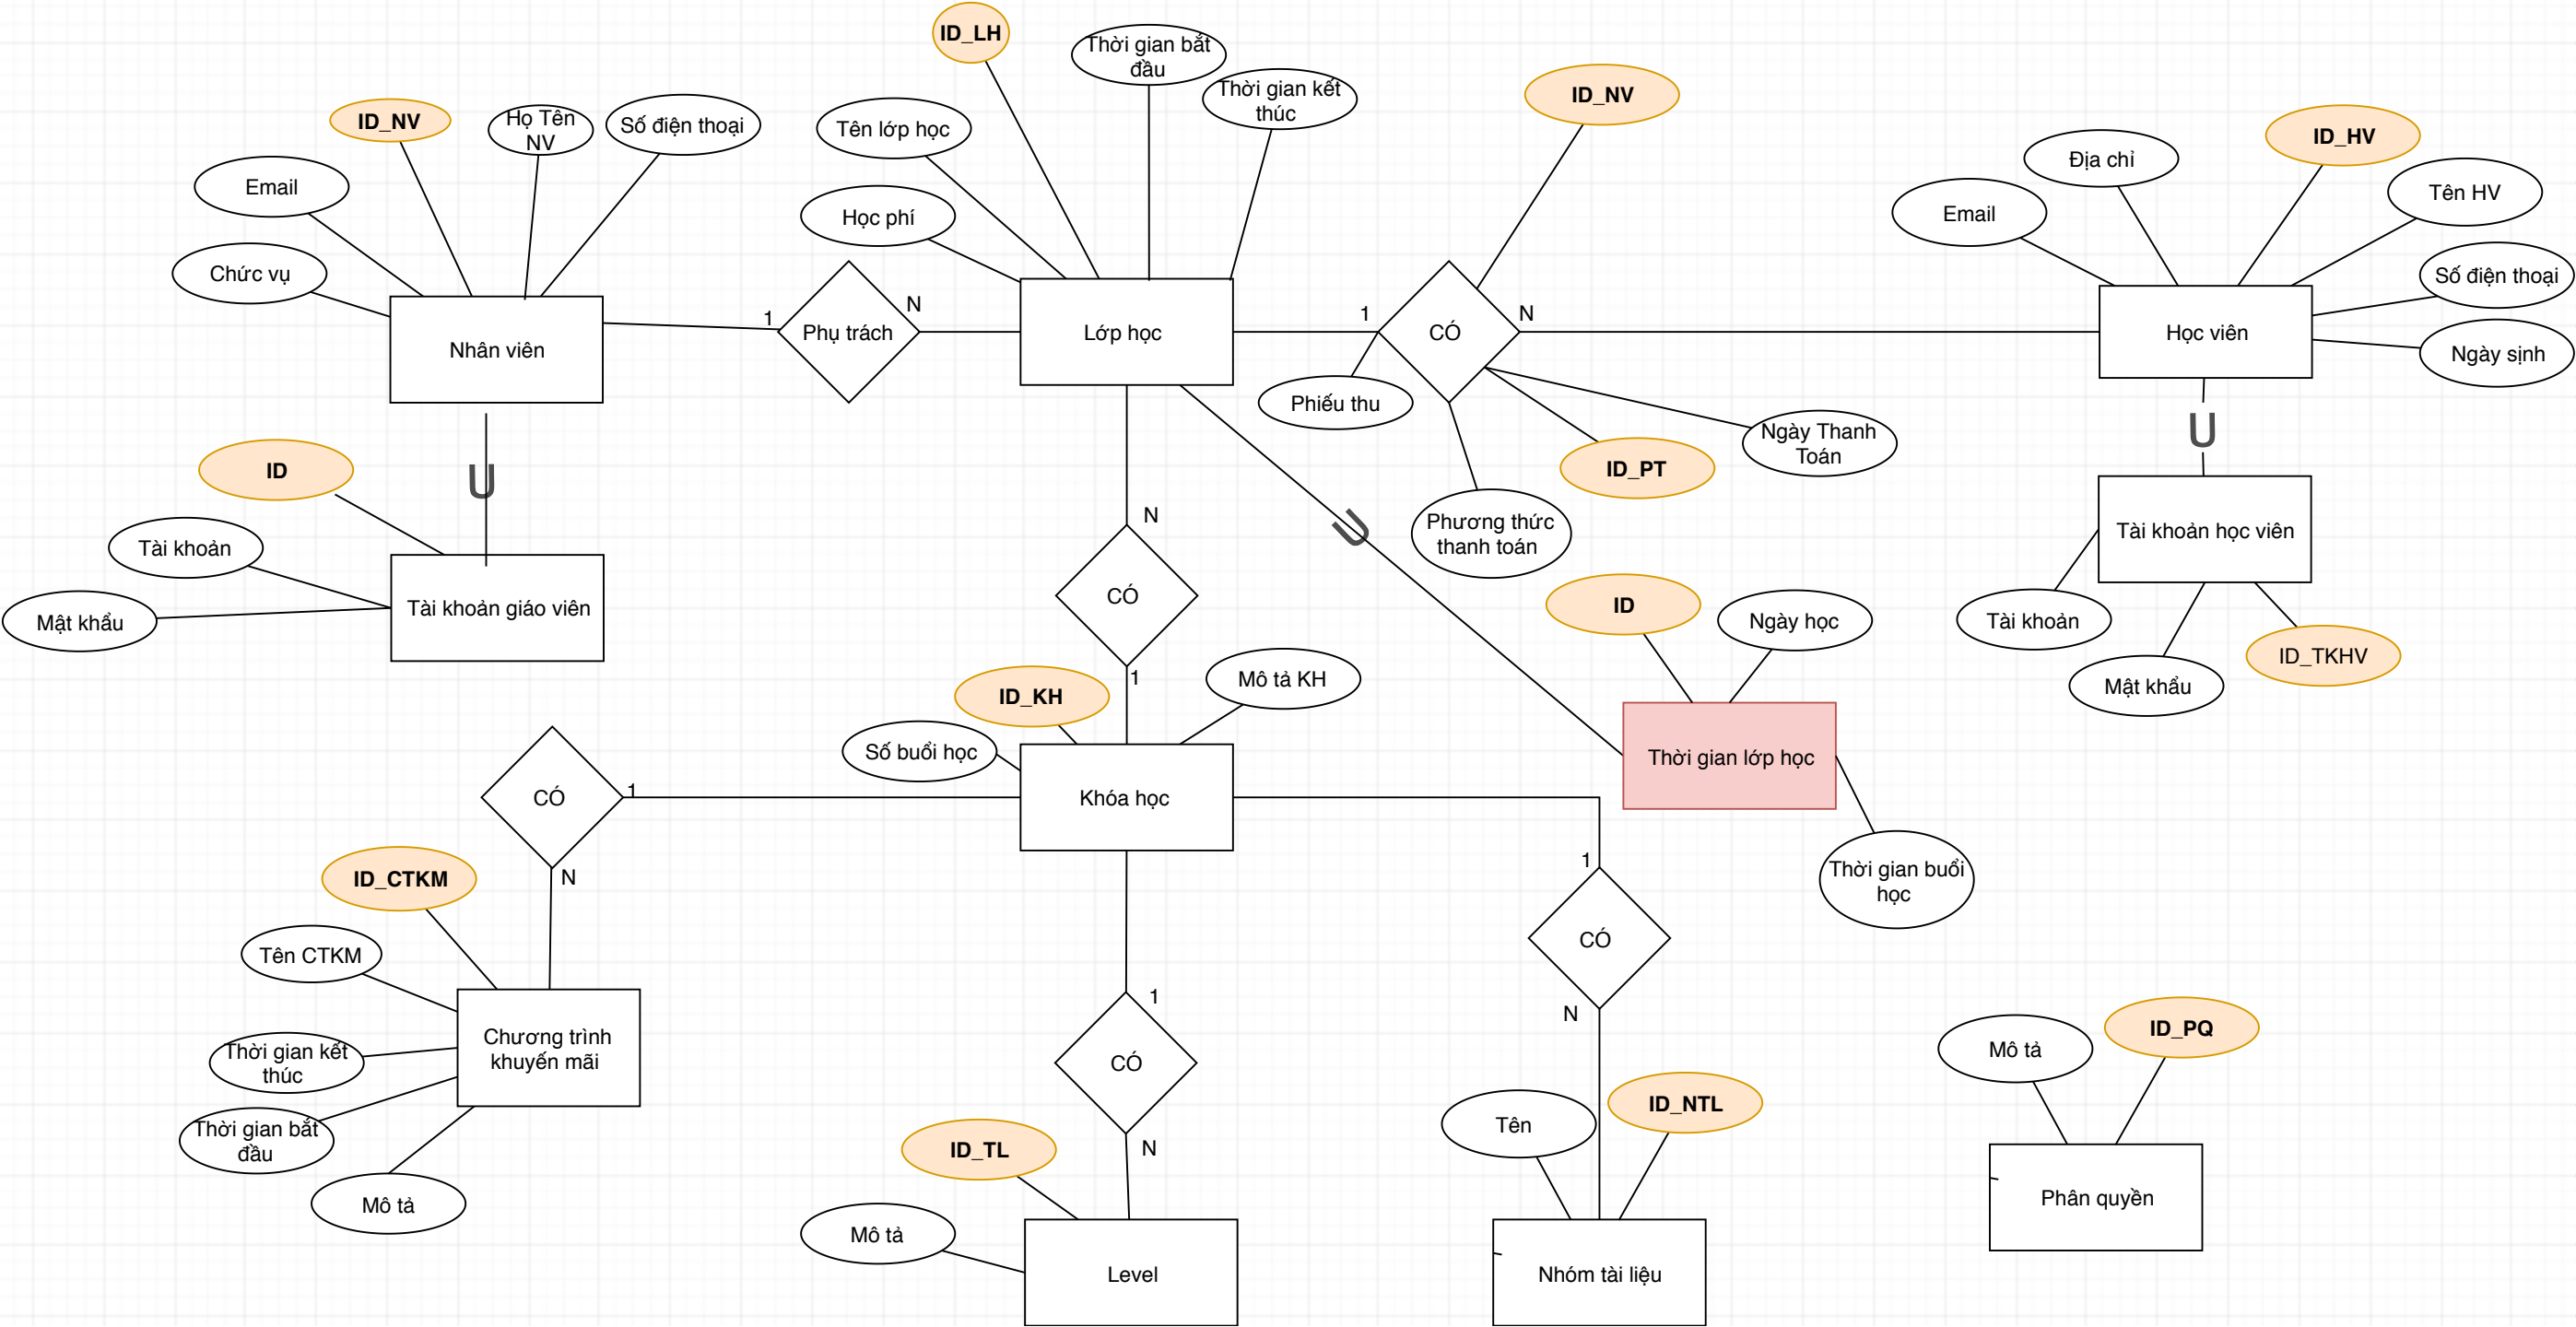 ID_LH
Thời gian bắt
đầu
Thời gian kết
thúc
ID_NV
ID_NV
Họ Tên
NV
Số điện thoại
Tên lớp học
ID_HV
Địa chỉ
Email
Tên HV
Email
Học phí
Chức vụ
Số điện thoại
Ngày sịnh
1
N
1
N
Nhân viên
Phụ trách
Lớp học
CÓ
Học viên
Phiếu thu
Ngày Thanh
Toán
ID_PT
U
ID
U
Phương thức
thanh toán
U
N
Tài khoản học viên
Tài khoản
Tài khoản giáo viên
Mật khẩu
CÓ
ID
Ngày học
Tài khoản
ID_TKHV
Mật khẩu
1
Mô tả KH
ID_KH
Số buổi học
Thời gian lớp học
CÓ
1
Khóa học
Thời gian buổi
học
1
N
ID_CTKM
CÓ
Tên CTKM
1
N
ID_PQ
Mô tả
Chương trình
khuyến mãi
Thời gian kết
thúc
CÓ
Thời gian bắt
đầu
N
ID_TL
Tên
ID_NTL
Mô tả
Mô tả
Phân quyền
Level
Nhóm tài liệu